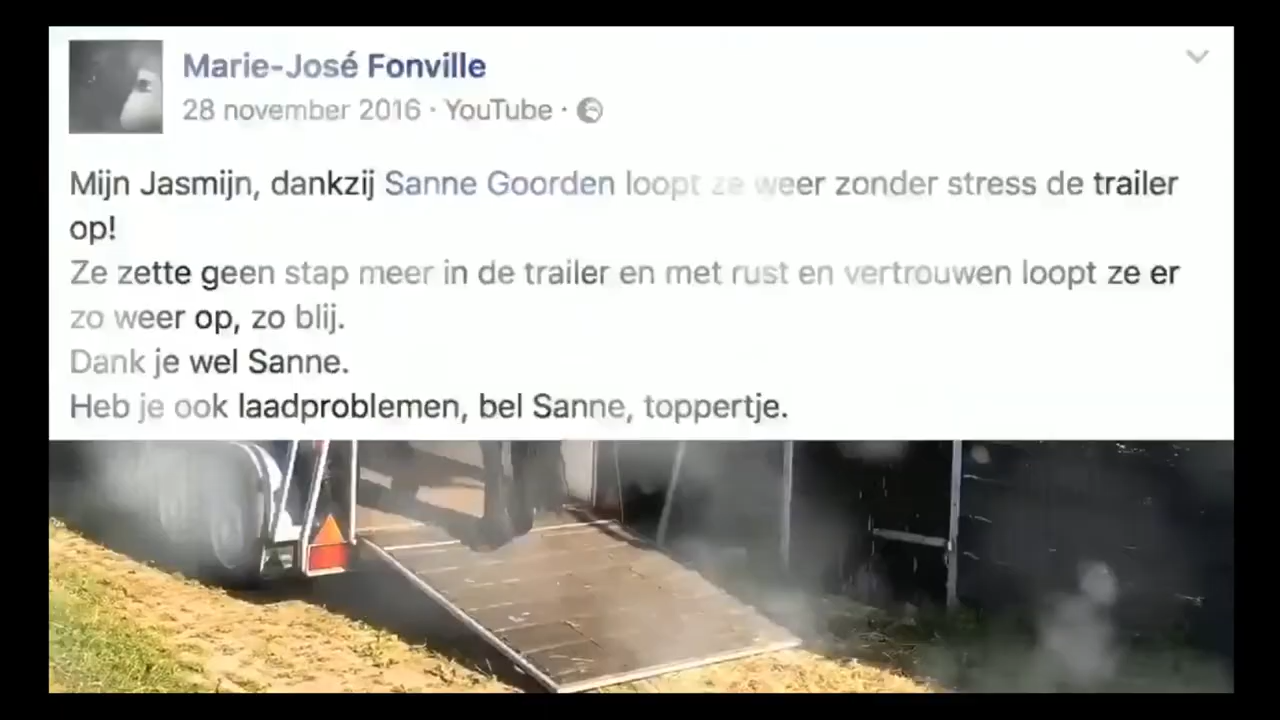 Marie-José Fonville
28 november 2016 · YouTube ·
Mijn Jasmijn, dankzij Sanne Goorden loopt ze weer zonder stress de trailer
op!
Ze zette geen stap meer in de trailer en met rust en vertrouwen loopt ze er
zo weer op, zo blij.
Dank je wel Sanne.
Heb je ook laadproblemen, bel Sanne, toppertje.